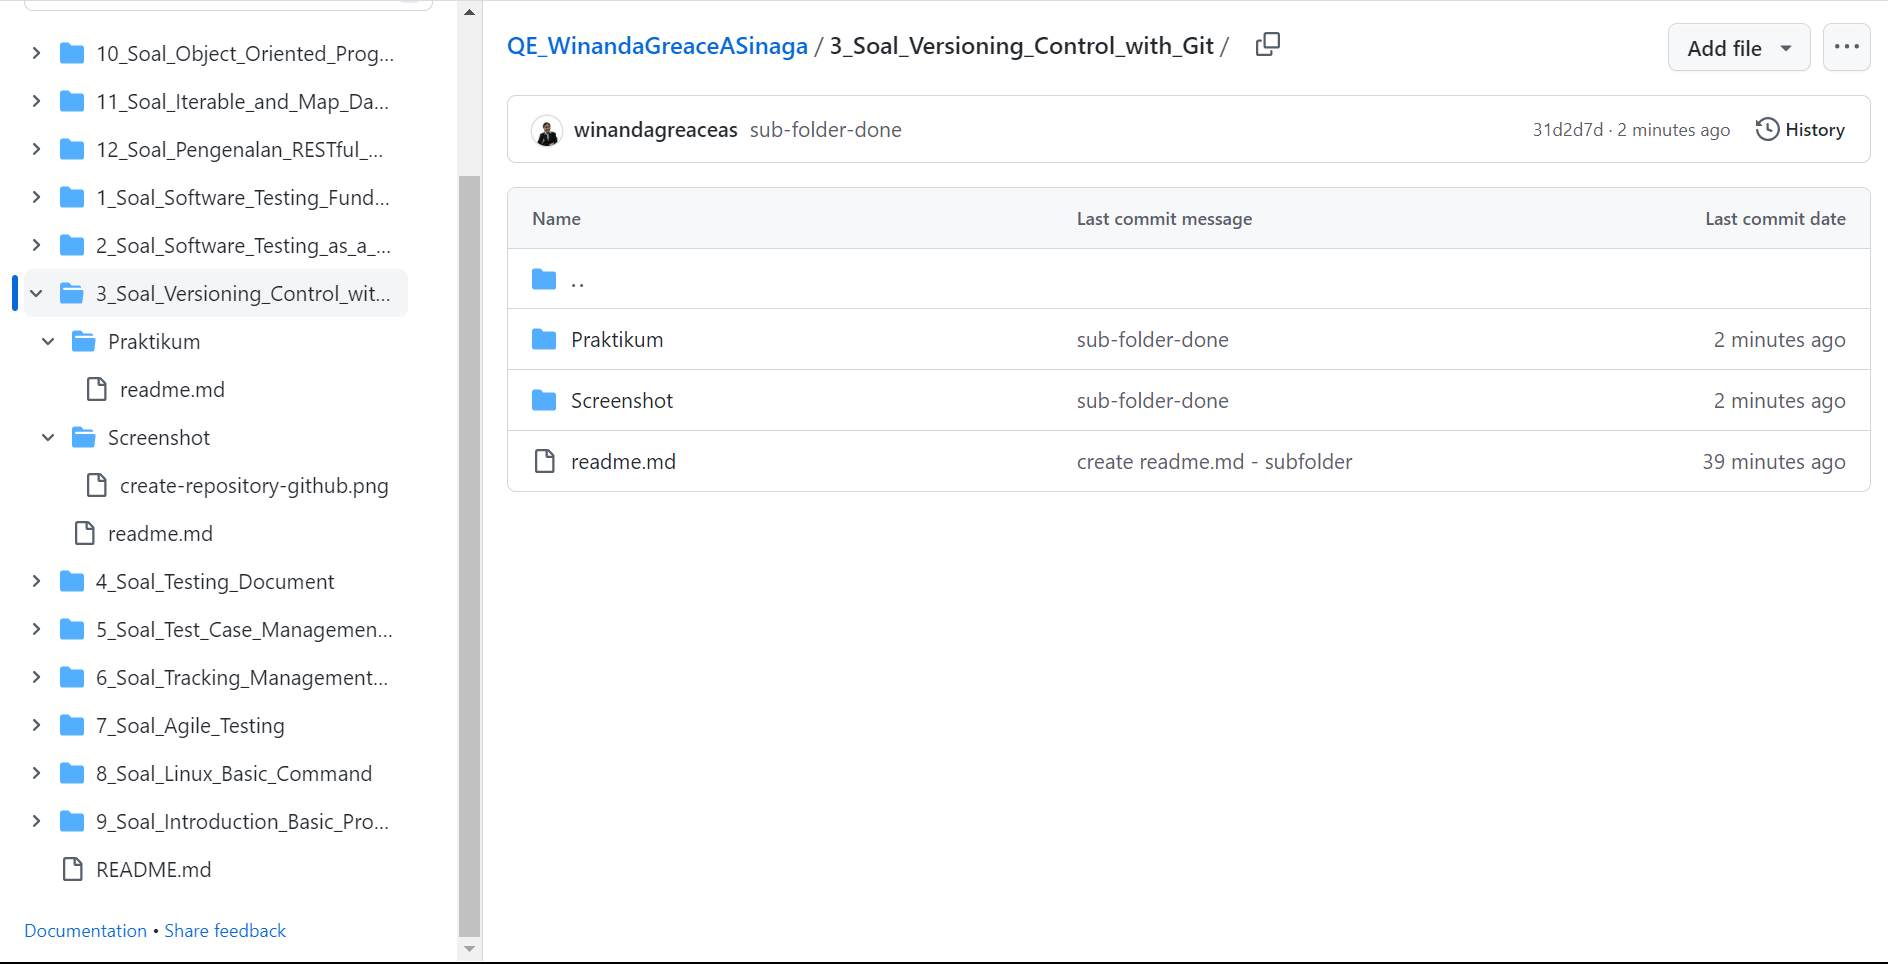 10_Soal_Object_Oriented_Prog...
11_Soal_Iterable_and_Map_Da...
12_Soal_Pengenalan_RESTful_...
1_Soal_Software_Testing_Fund...
2_Soal_Software_Testing_as_a_...
3_Soal_Versioning_Control_wit...
Praktikum
readme.md
Screenshot
create-repository-github.png
readme.md
4_Soal_Testing_Document
5_Soal_Test_Case_Managemen...
6_Soal_Tracking_Management...
7_Soal_Agile_Testing
8_Soal_Linux_Basic_Command
9_Soal_Introduction_Basic_Pro...
README.md
Documentation • Share feedback
QE_WinandaGreaceASinaga / 3_Soal_Versioning_Control_with_Git /
Add file
winandagreaceas sub-folder-done 31d2d7d · 2 minutes ago History
Name Last commit message Last commit date
..
Praktikum sub-folder-done 2 minutes ago
Screenshot sub-folder-done 2 minutes ago
readme.md create readme.md - subfolder 39 minutes ago